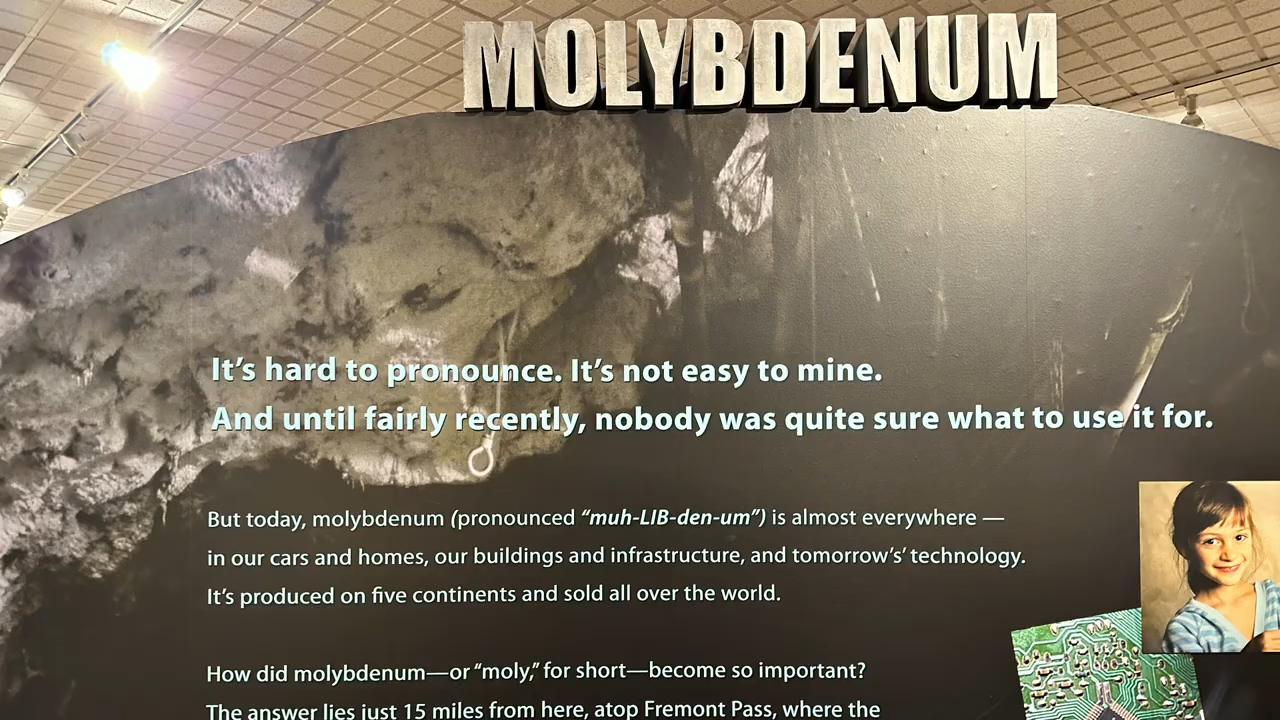 MOLYBDENUM
It's hard to pronounce. It's not easy to mine.
And until fairly recently, nobody was quite sure what to use it for.
But today, molybdenum (pronounced “muh-LIB-den-um”) is almost everywhere —
in our cars and homes, our buildings and infrastructure, and tomorrow's’ technology.
It's produced on five continents and sold all over the world.
How did molybdenum—or “moly,” for short—become so important?
The answer lies just 15 miles from here, atop Fremont Pass, where the